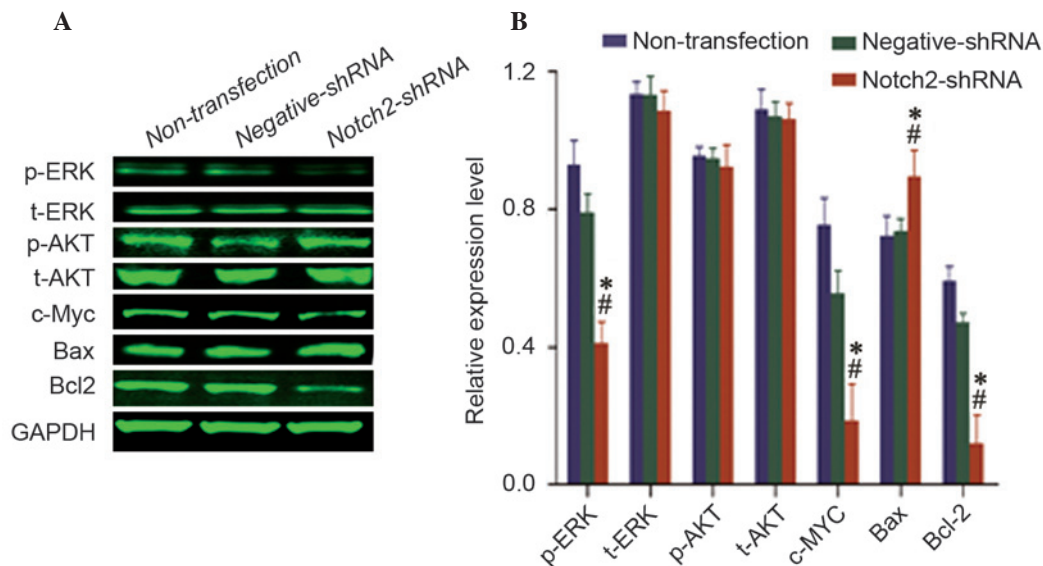 A
Non-transfection
Negative-shRNA
Notch2-shRNA
p-ERK
t-ERK
p-AKT
t-AKT
c-Myc
Bax
Bcl2
GAPDH
B
Non-transfection
Negative-shRNA
Notch2-shRNA
Relative expression level
1.2
0.8
0.4
0.0
*
#
*
#
*
#
*
#
p-ERK
t-ERK
p-AKT
t-AKT
c-MYC
Bax
Bcl-2